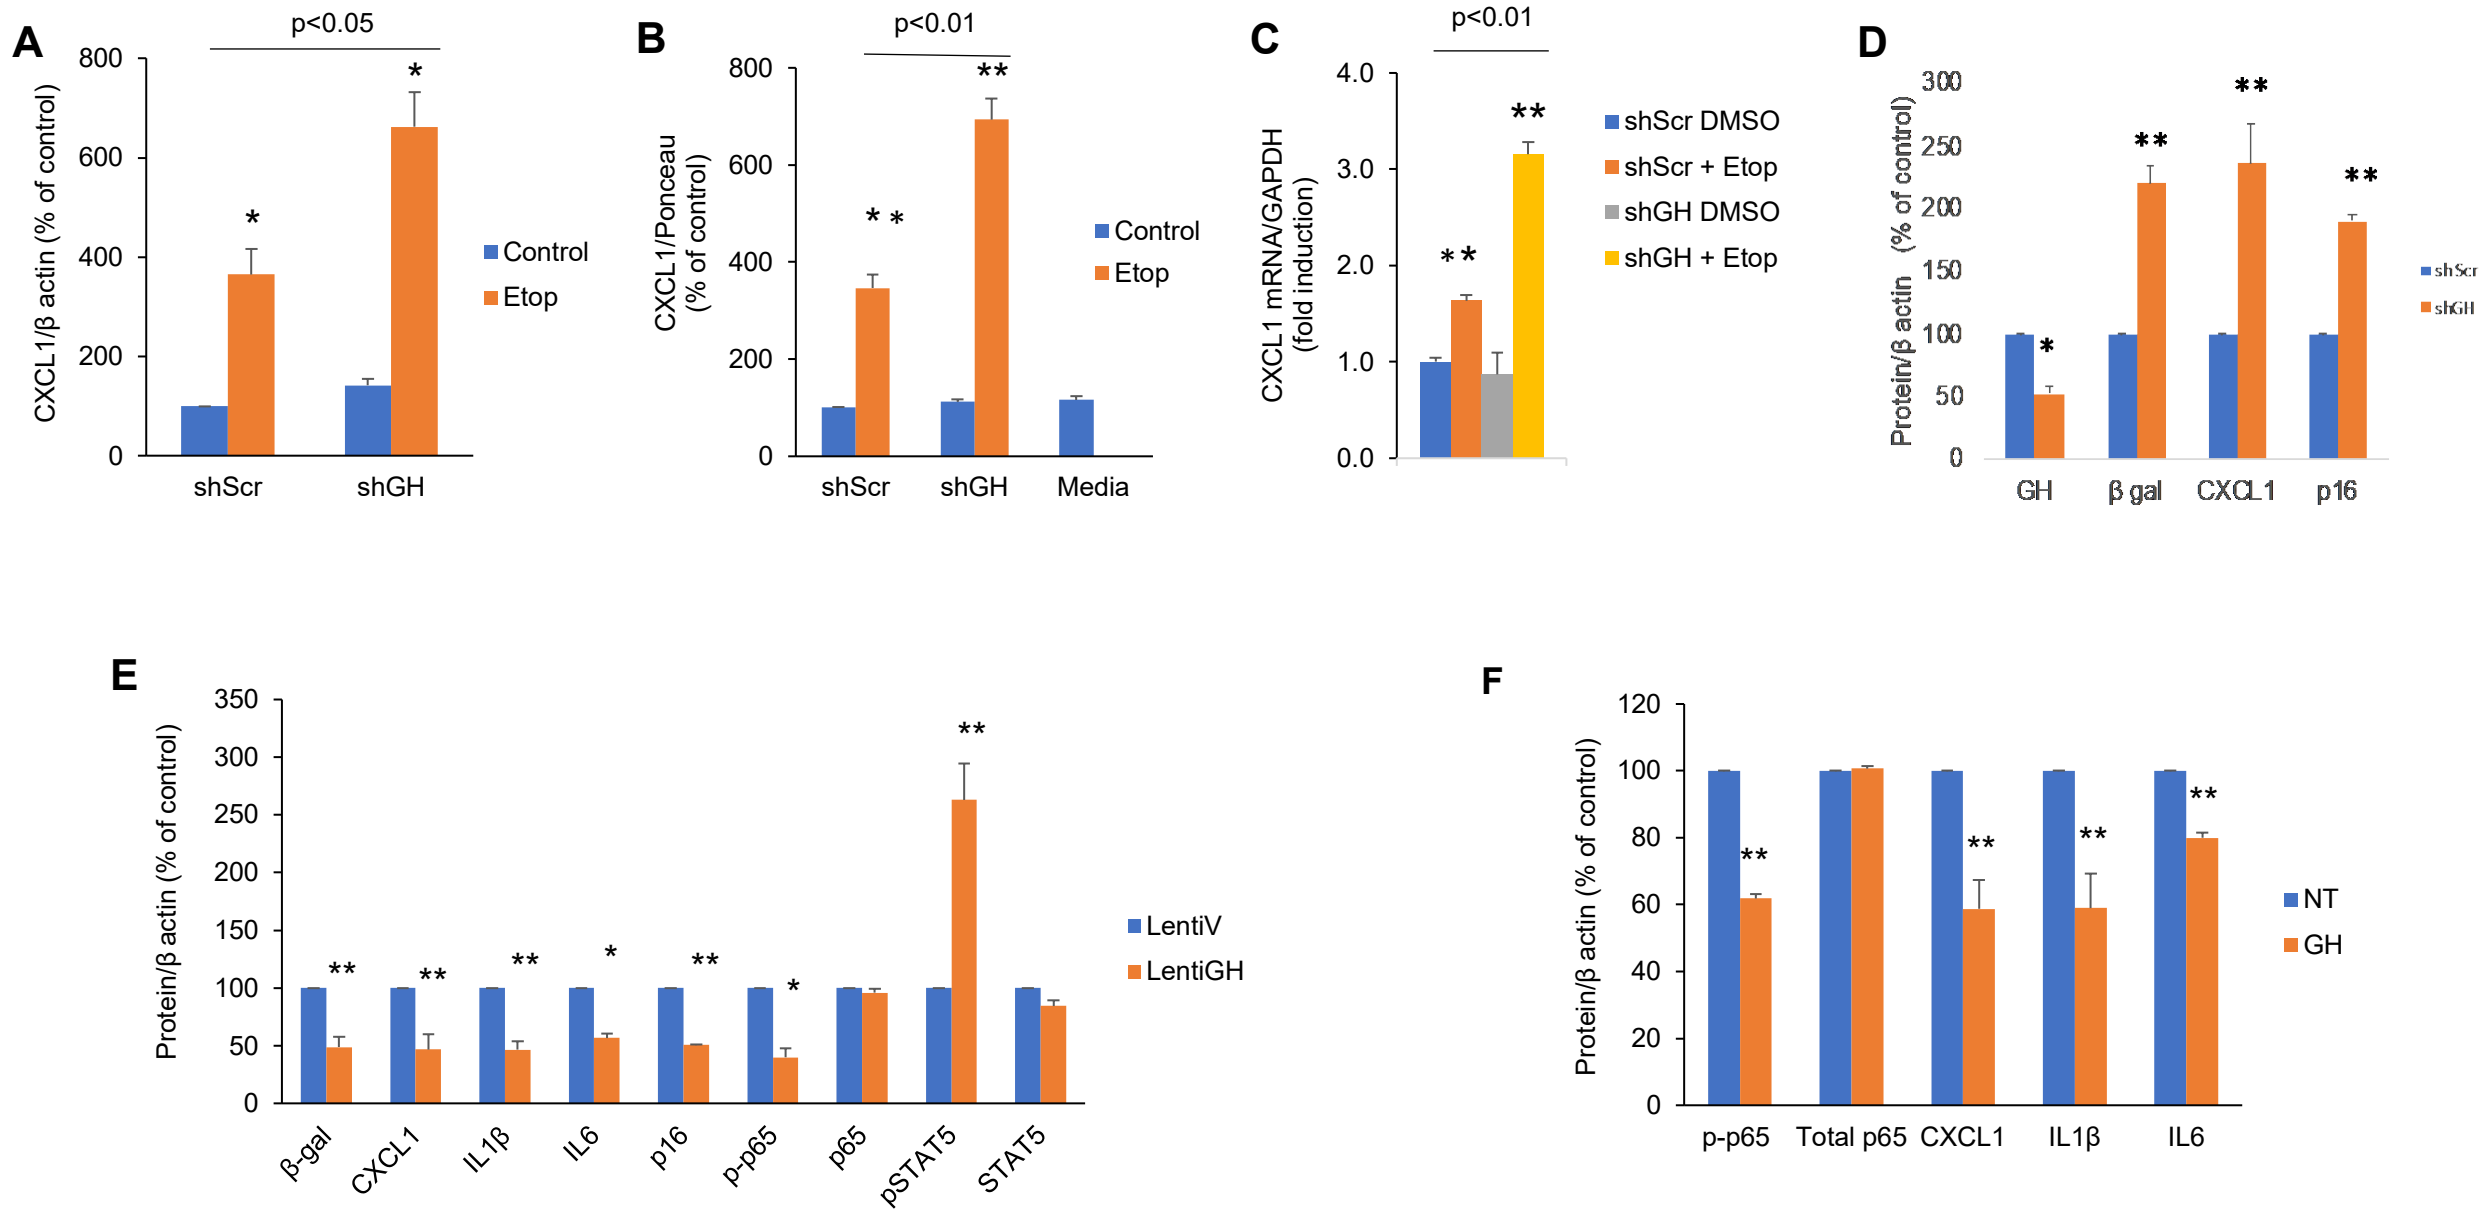 A
p<0.05
CXCL1/β actin (% of control)
800
600
400
200
0
*
*
shScr
shGH
Control
Etop
B
p<0.01
CXCL1/Ponceau
(% of control)
800
600
400
200
0
* *
**
shScr
shGH
Media
Control
Etop
C
p<0.01
CXCL1 mRNA/GAPDH
(fold induction)
4.0
3.0
2.0
1.0
0.0
**
**
shScr DMSO
shScr + Etop
shGH DMSO
shGH + Etop
D
Protein/β actin (% of control)
300
250
200
150
100
50
0
*
**
**
**
GH
β gal
CXCL1
p16
shScr
shGH
E
Protein/β actin (% of control)
350
300
250
200
150
100
50
0
**
**
**
*
**
*
**
β-gal
CXCL1
IL1β
IL6
p16
p-p65
p65
pSTAT5
STAT5
LentiV
LentiGH
F
Protein/β actin (% of control)
120
100
80
60
40
20
0
**
**
**
**
p-p65
Total p65
CXCL1
IL1β
IL6
NT
GH